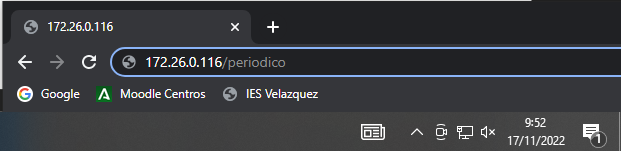 172.26.0.116
172.26.0.116/periodico
Google Moodle Centros IES Velazquez
9:52
17/11/2022
1